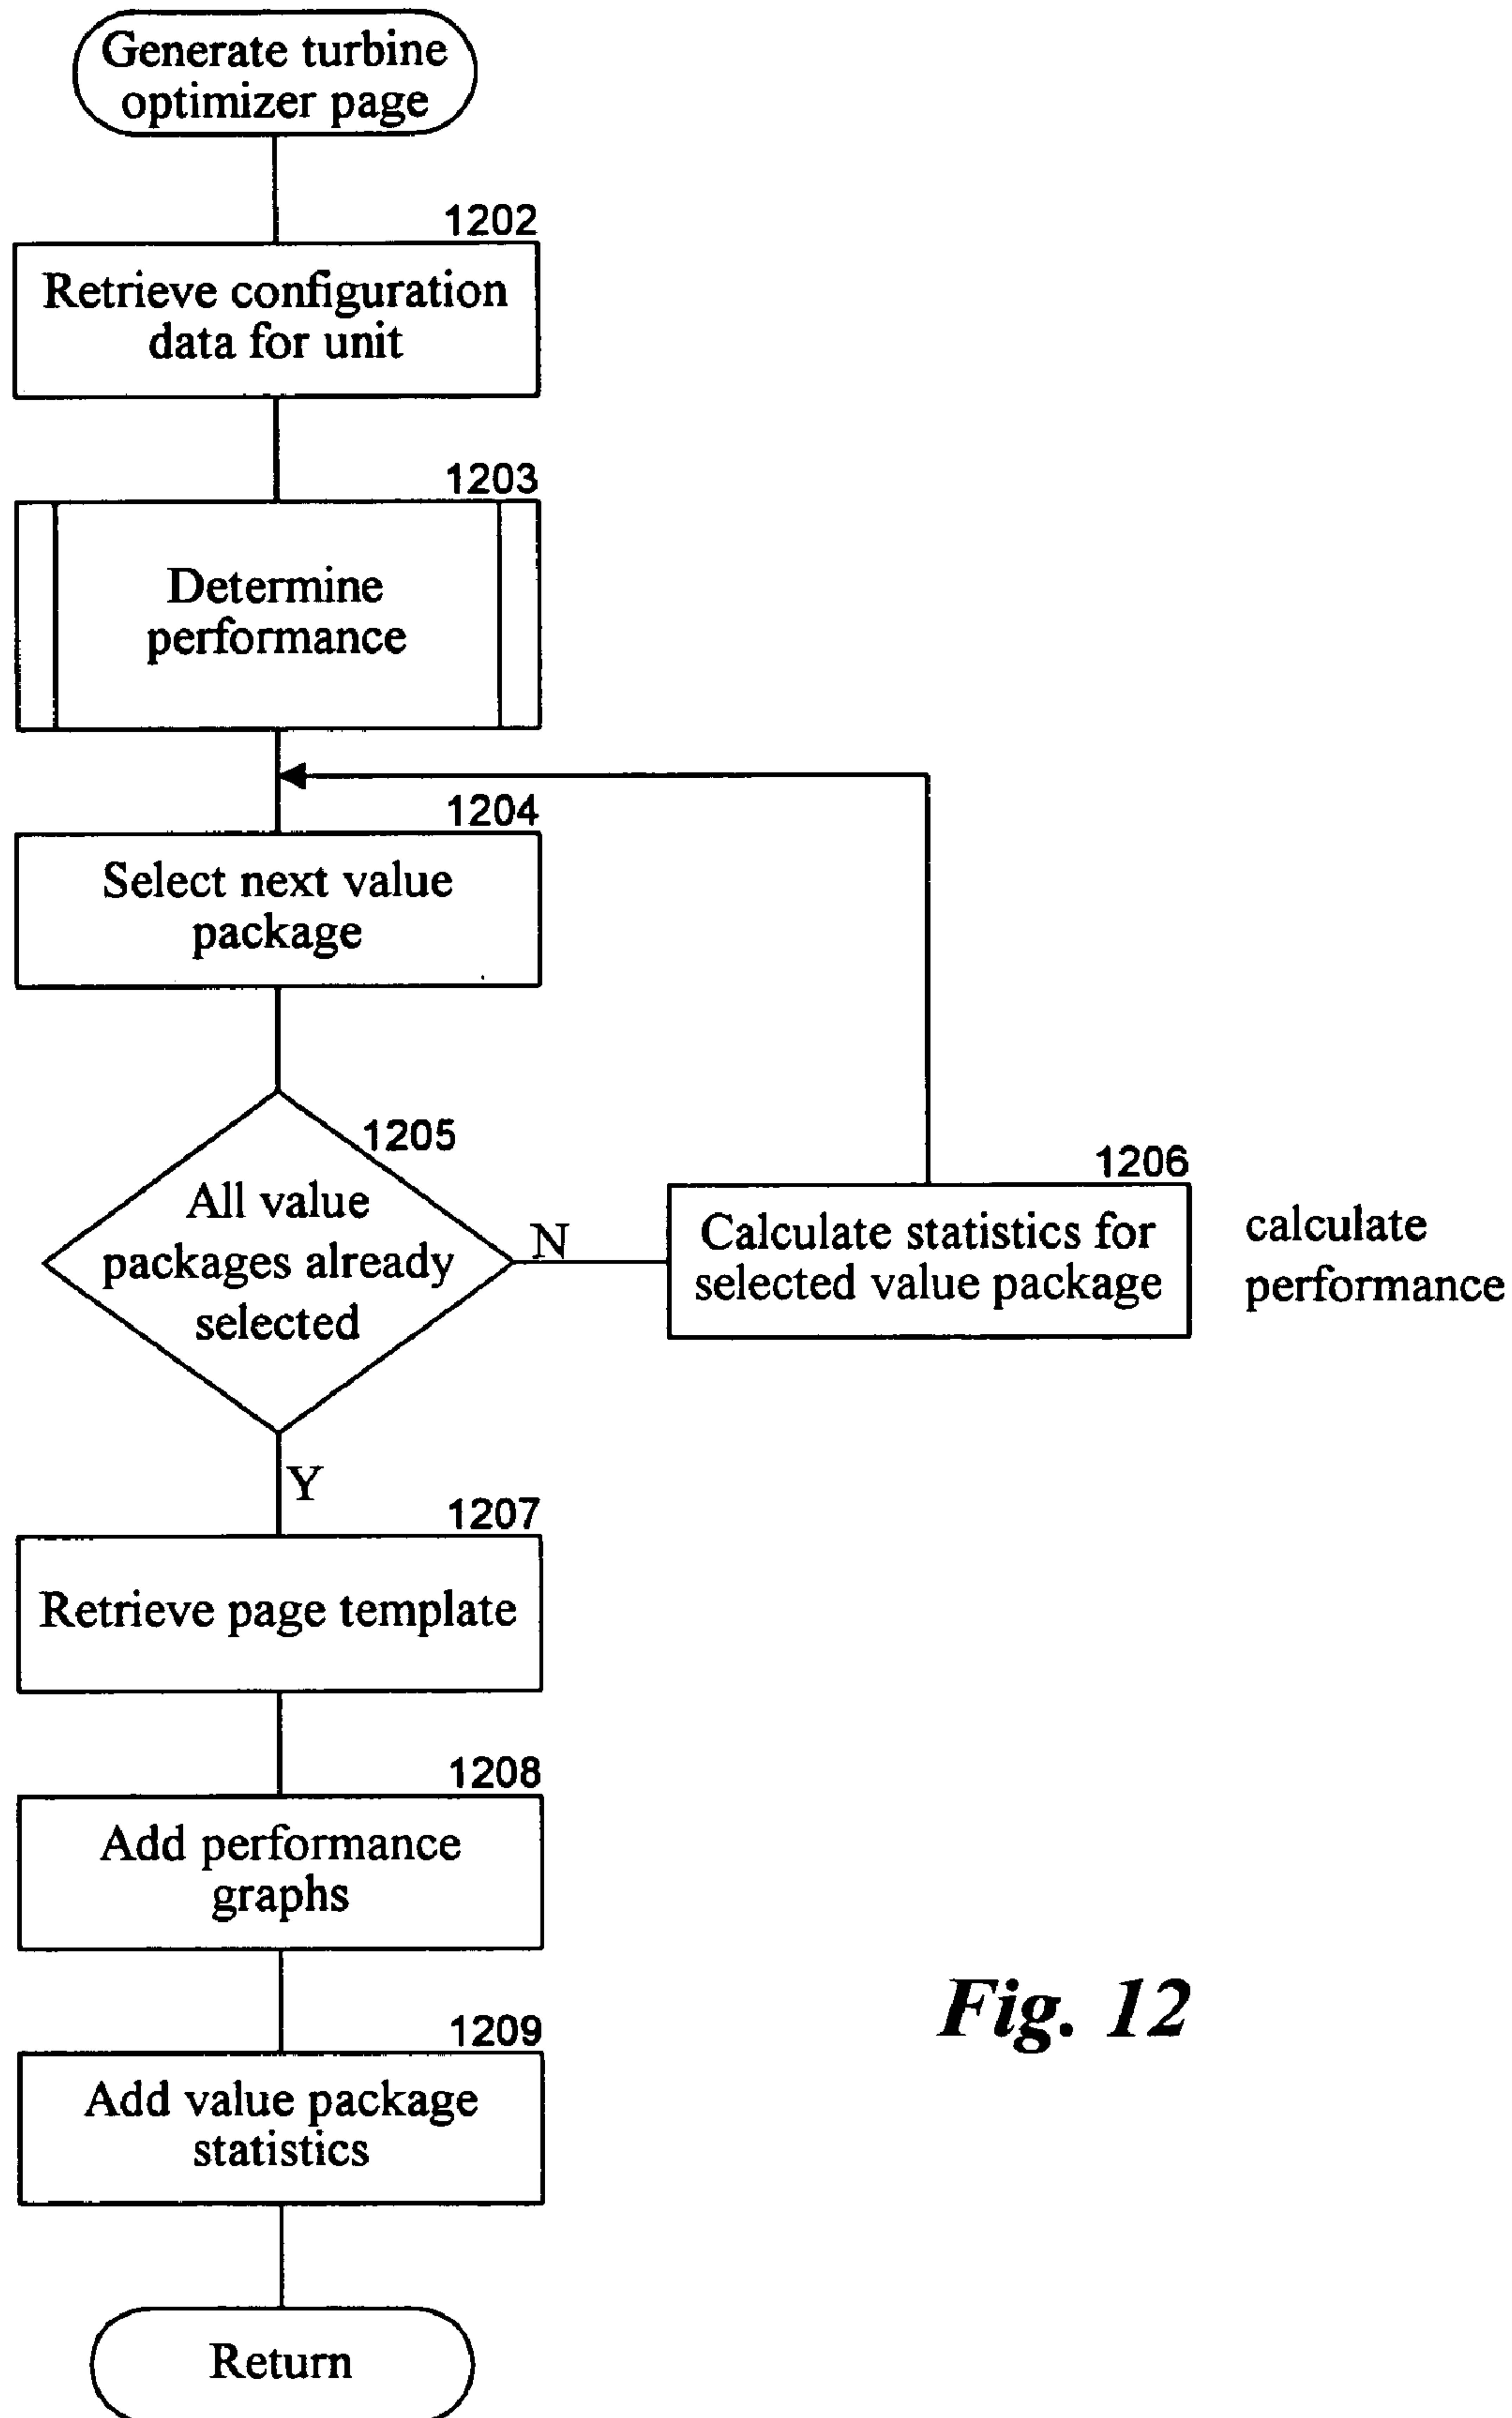 Generate turbine
optimizer page
1202
Retrieve configuration
data for unit
1203
Determine
performance
1204
Select next value
package
1205
All value
packages already
selected
N
1206
Calculate statistics for
selected value package
calculate
performance
Y
1207
Retrieve page template
1208
Add performance
graphs
1209
Add value package
statistics
Return
Fig. 12